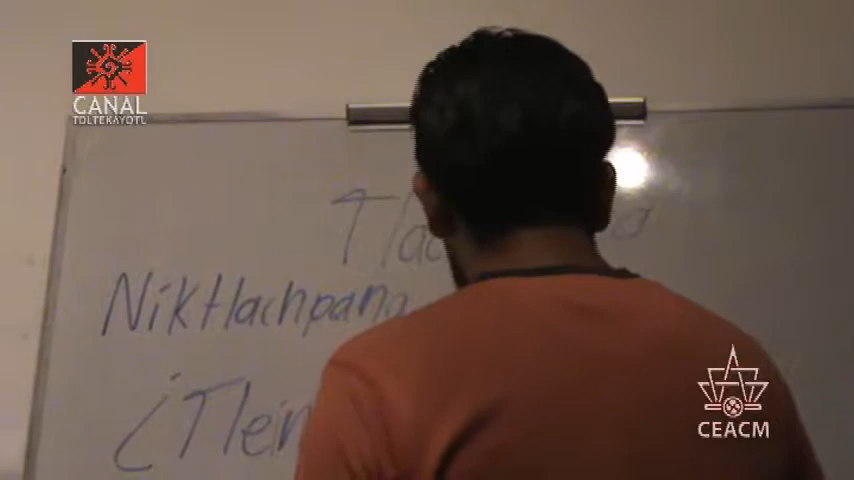 CANAL
TOLTEKAYOTL
Niktlachpana
¿Tlein
CEACM